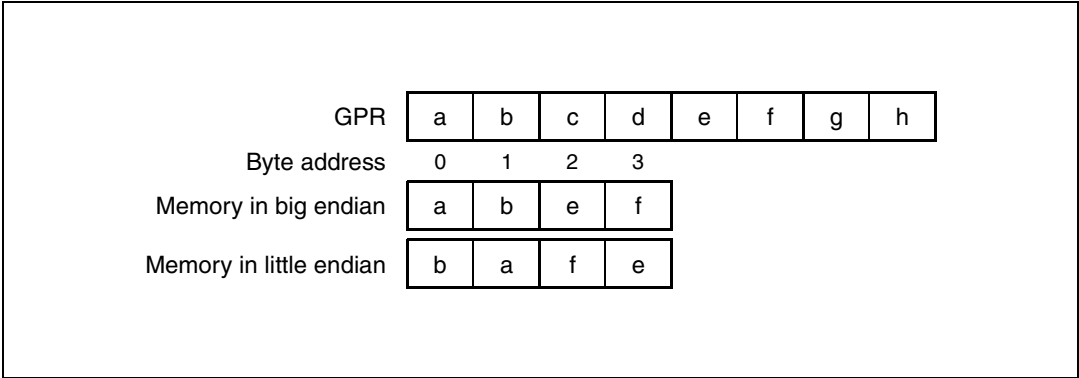 GPR a b c d e f g h
Byte address 0 1 2 3
Memory in big endian a b e f
Memory in little endian b a f e